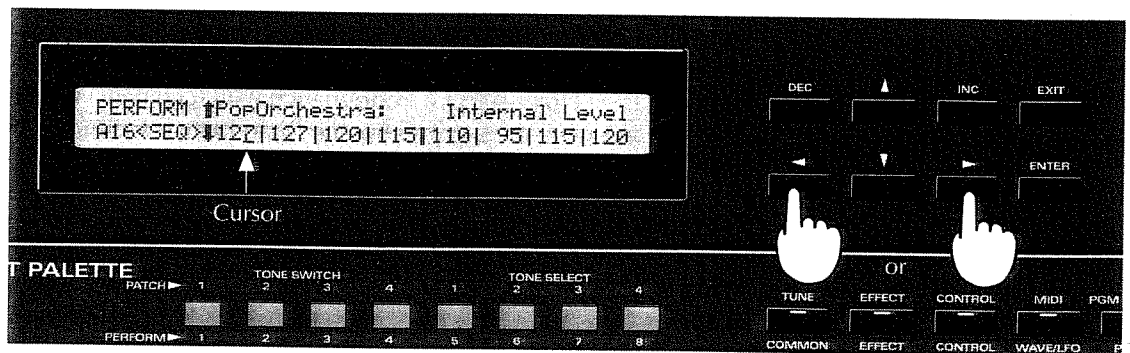 DEC ▲ INC EXIT
PERFORM ⬆PopOrchestra: Internal Level
A16<SEQ>⬇127|127|120|115|110| 95|115|120
◄ ▼ ► ENTER
Cursor
or
T PALETTE
TONE SWITCH TONE SELECT
PATCH► 1 2 3 4 1 2 3 4
TUNE EFFECT CONTROL MIDI PGM
PERFORM► 1 2 3 4 5 6 7 8
COMMON EFFECT CONTROL WAVE/LFO P